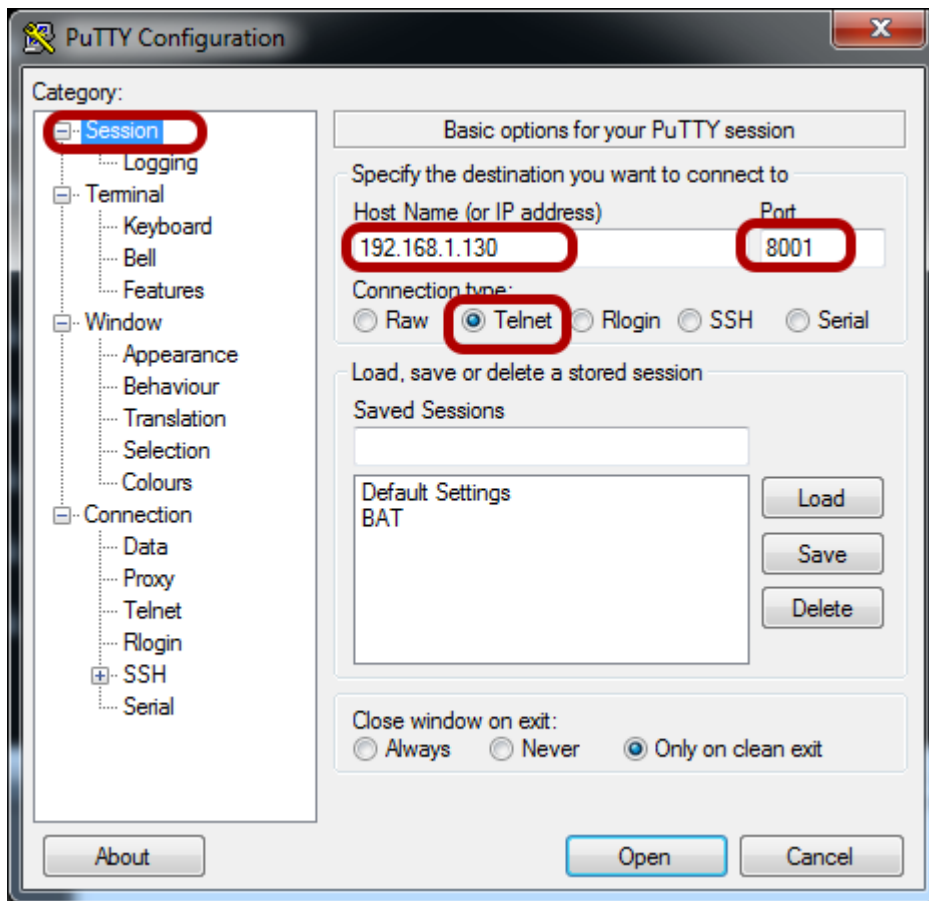 PuTTY Configuration
Category:
Session
Logging
Terminal
Keyboard
Bell
Features
Window
Appearance
Behaviour
Translation
Selection
Colours
Connection
Data
Proxy
Telnet
Rlogin
SSH
Serial
Basic options for your PuTTY session
Specify the destination you want to connect to
Host Name (or IP address) Port
192.168.1.130 8001
Connection type:
Raw Telnet Rlogin SSH Serial
Load, save or delete a stored session
Saved Sessions
Default Settings
BAT
Load
Save
Delete
Close window on exit:
Always Never Only on clean exit
About Open Cancel